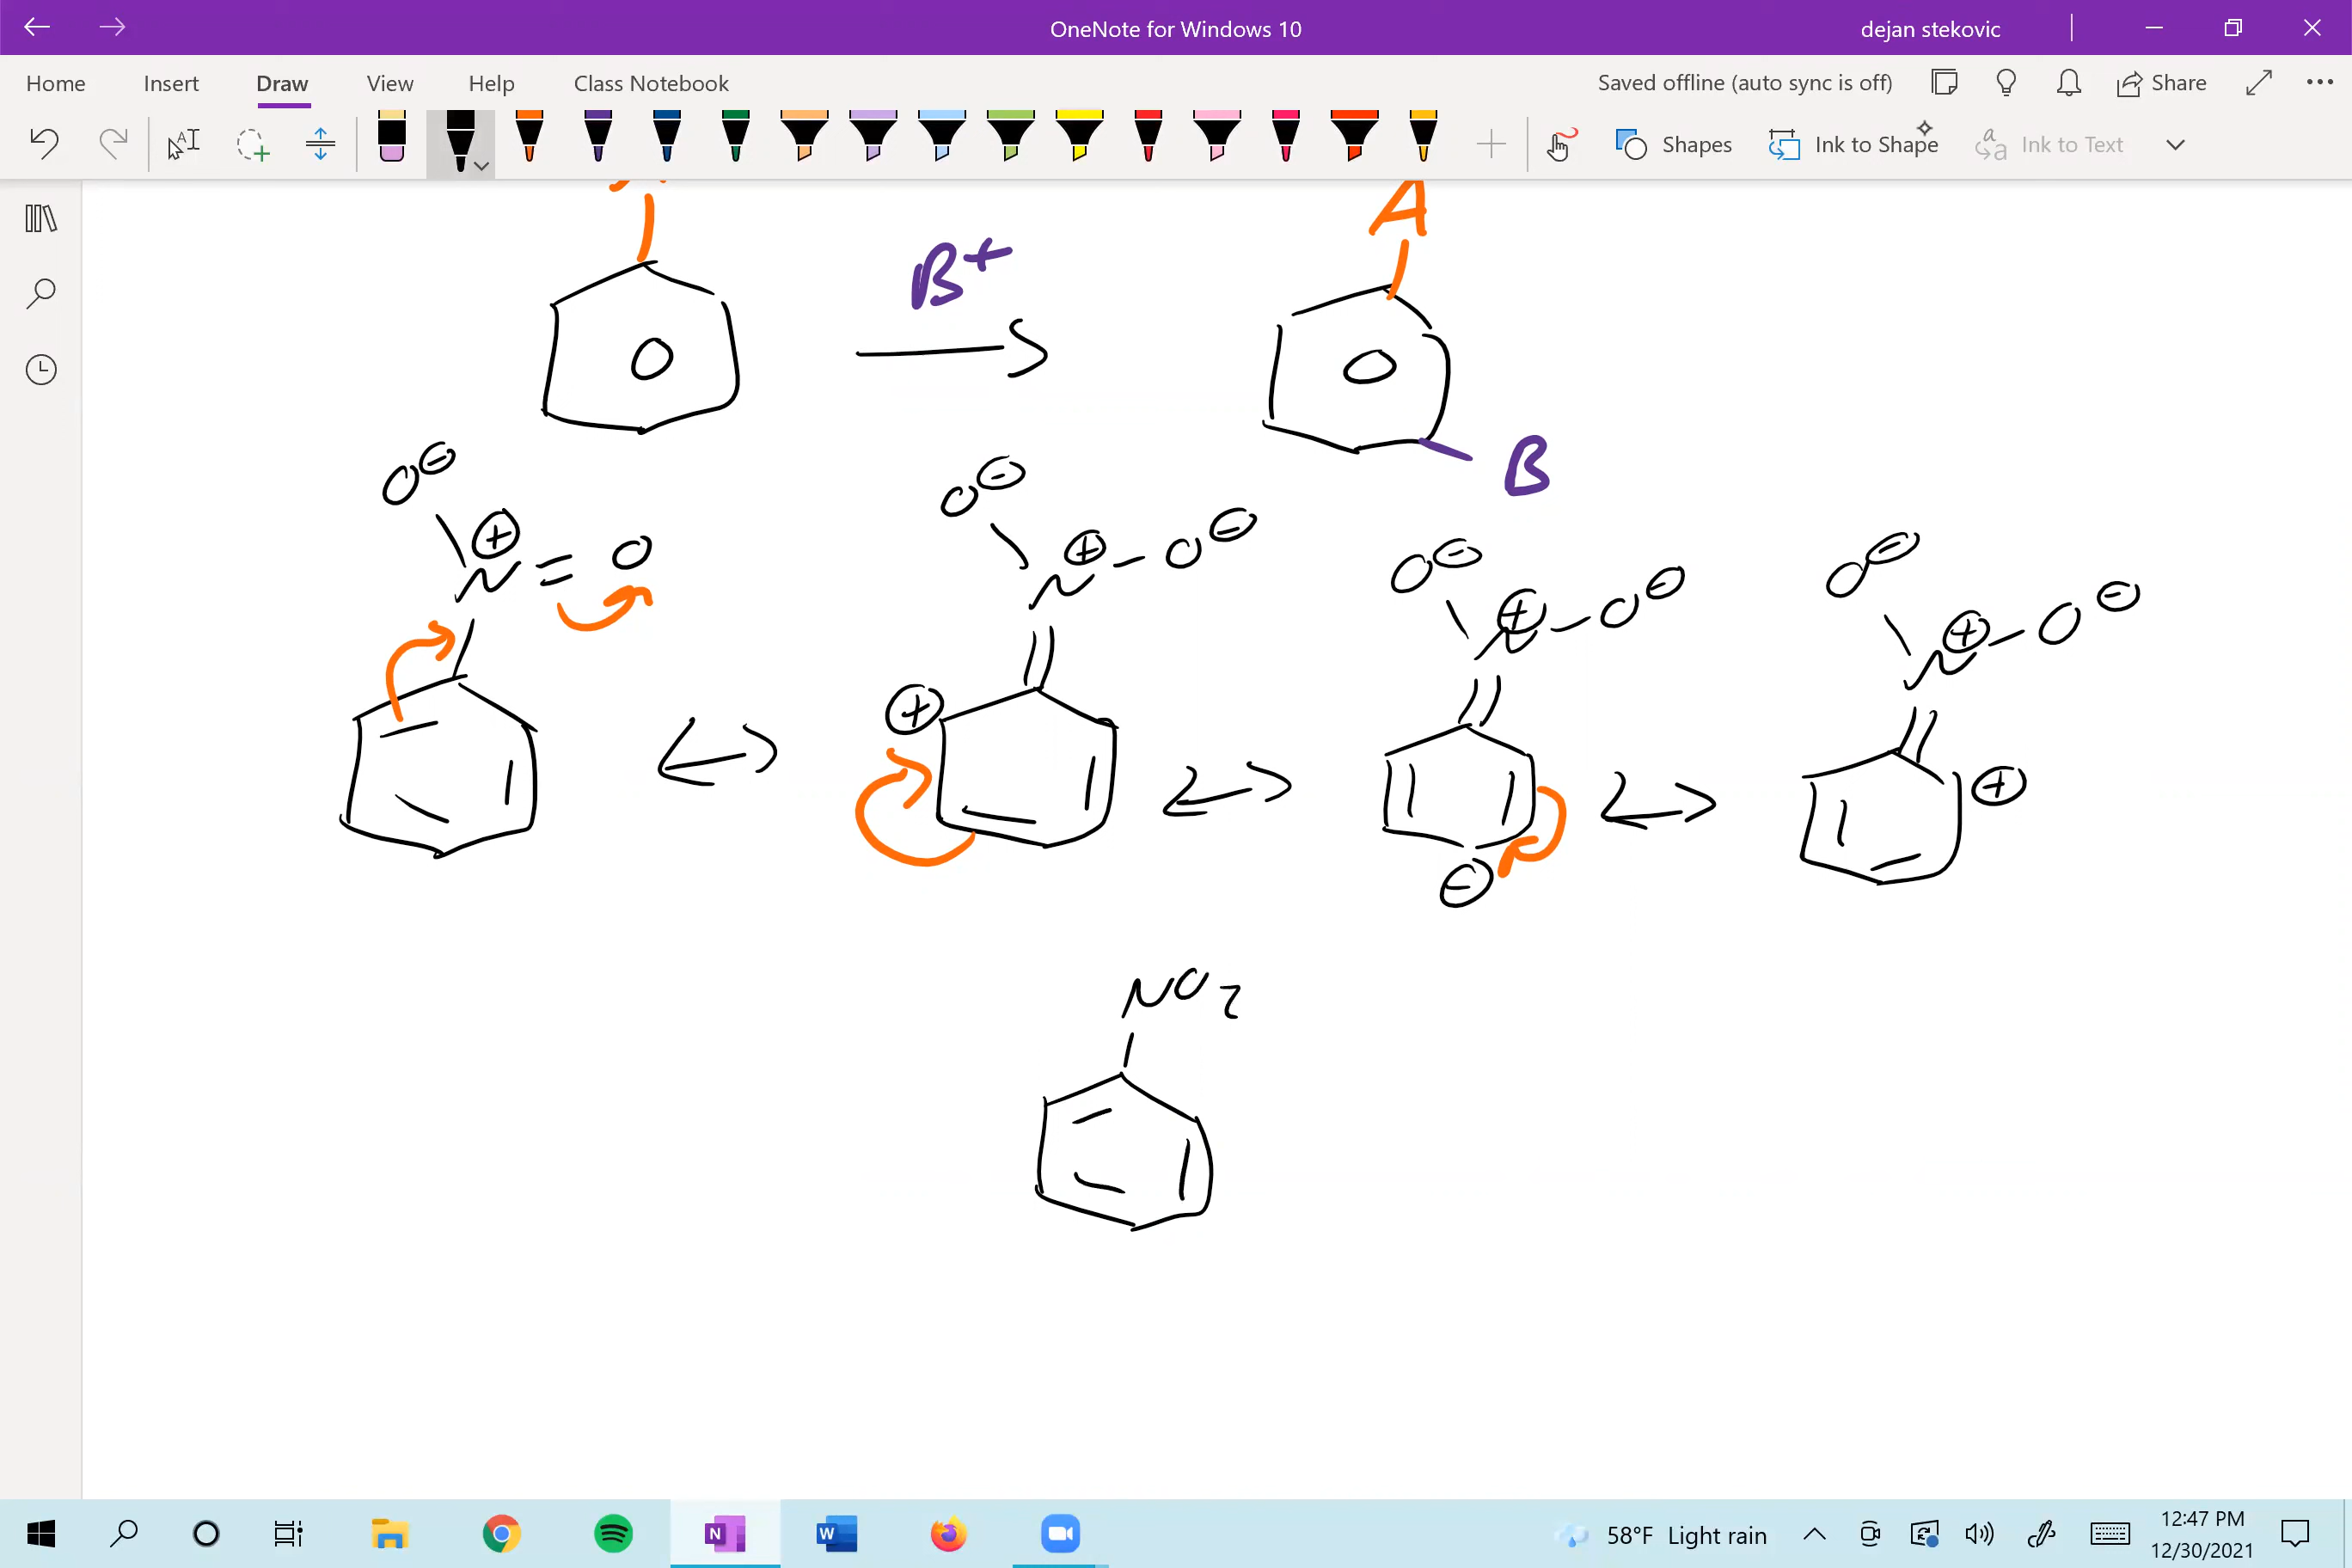 OneNote for Windows 10
dejan stekovic
Home Insert Draw View Help Class Notebook
Saved offline (auto sync is off) Share
Shapes Ink to Shape Ink to Text
A
B+
B
O⊖ ⊕ N = O
O⊖ ⊕ N - O⊖
O⊖ ⊕ N - O⊖
O⊖ ⊕ N - O⊖
⊕ ⊕
⊖
NO2
58°F Light rain
12:47 PM
12/30/2021